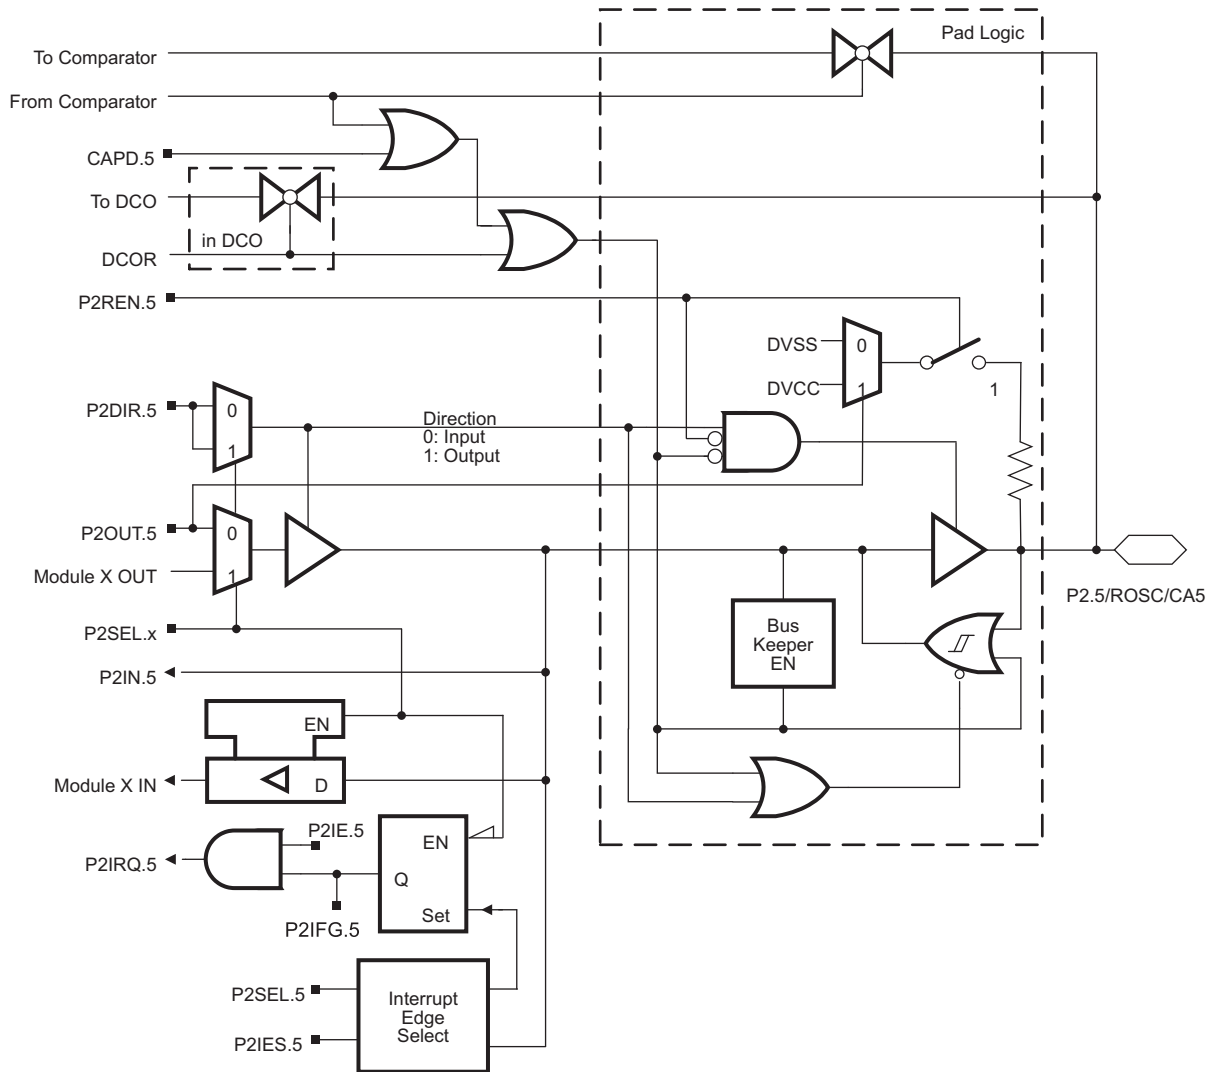 Pad Logic
To Comparator
From Comparator
CAPD.5
To DCO
in DCO
DCOR
P2REN.5
DVSS
0
DVCC
1
1
P2DIR.5
0
1
Direction
0: Input
1: Output
P2OUT.5
0
Module X OUT
1
P2.5/ROSC/CA5
P2SEL.x
Bus
Keeper
EN
P2IN.5
EN
Module X IN
D
P2IE.5
EN
P2IRQ.5
Q
Set
P2IFG.5
P2SEL.5
Interrupt
Edge
Select
P2IES.5